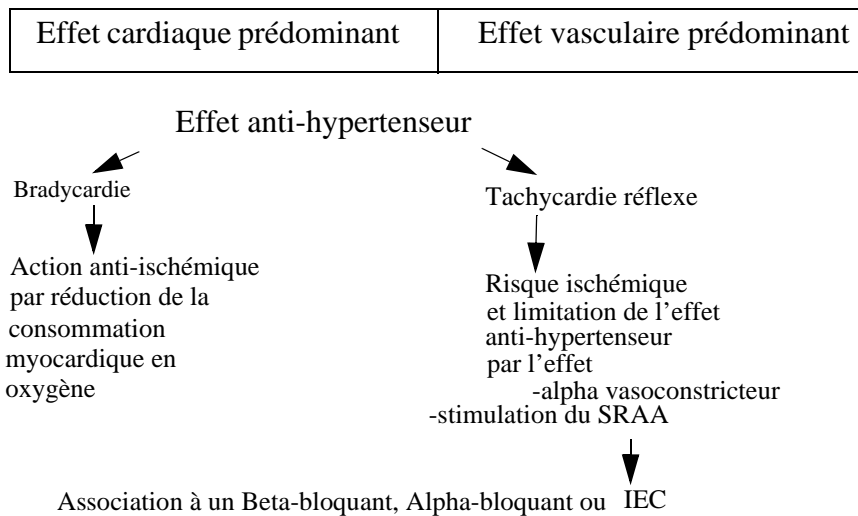 Effet cardiaque prédominant
Effet vasculaire prédominant
Effet anti-hypertenseur
Bradycardie
Action anti-ischémique
par réduction de la
consommation
myocardique en
oxygène
Tachycardie réflexe
Risque ischémique
et limitation de l’effet
anti-hypertenseur
par l’effet
-alpha vasoconstricteur
-stimulation du SRAA
Association à un Beta-bloquant, Alpha-bloquant ou IEC